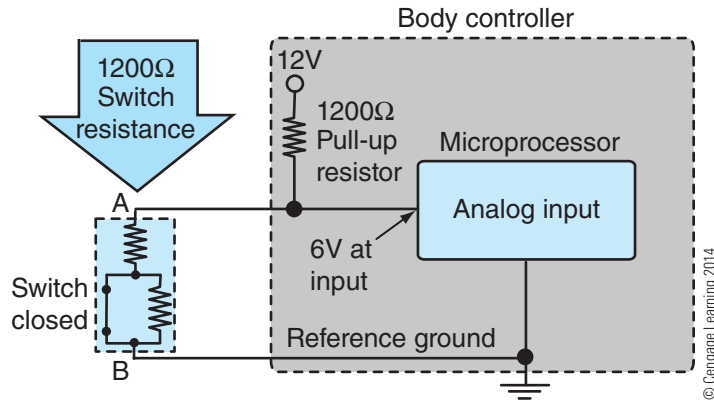 Body controller
12V
1200Ω
Switch
resistance
1200Ω
Pull-up
resistor
Microprocessor
Analog input
A
6V at
input
Switch
closed
Reference ground
B
© Cengage Learning 2014